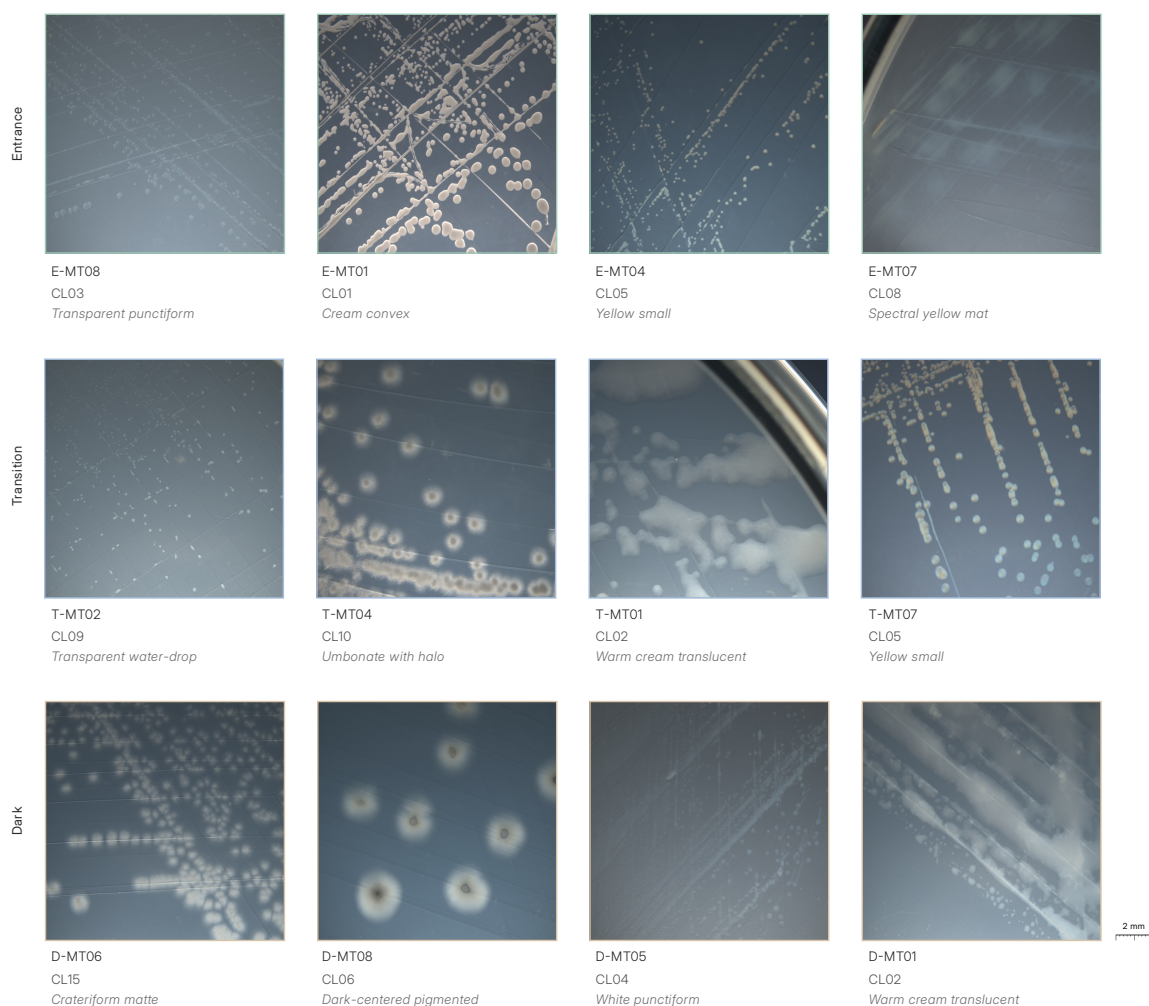 Entrance
E-MT08
CL03
Transparent punctiform
E-MT01
CL01
Cream convex
E-MT04
CL05
Yellow small
E-MT07
CL08
Spectral yellow mat
Transition
T-MT02
CL09
Transparent water-drop
T-MT04
CL10
Umbonate with halo
T-MT01
CL02
Warm cream translucent
T-MT07
CL05
Yellow small
Dark
D-MT06
CL15
Crateriform matte
D-MT08
CL06
Dark-centered pigmented
D-MT05
CL04
White punctiform
D-MT01
CL02
Warm cream translucent
2 mm